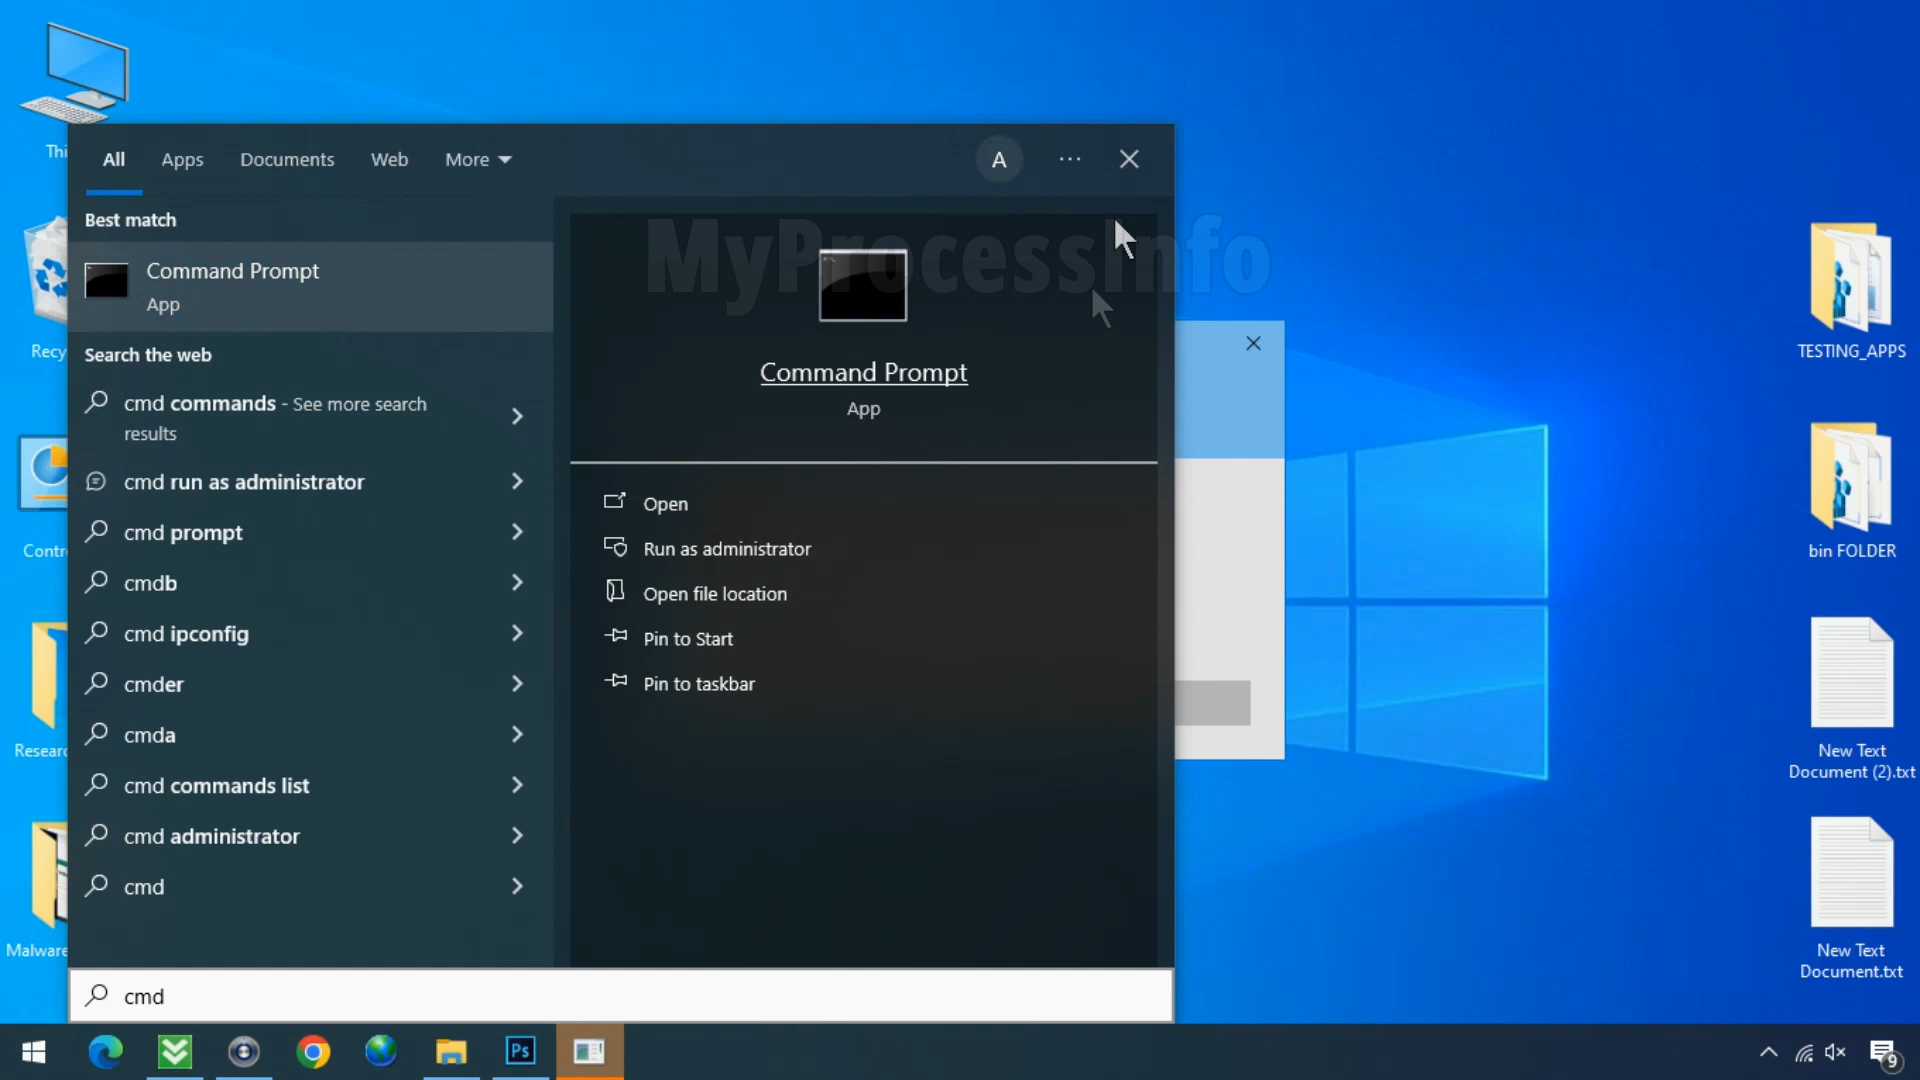 Thi
Recy
Contr
Researc
Malware
All
Apps
Documents
Web
More
A
Best match
Command Prompt
App
Search the web
cmd commands - See more search
results
cmd run as administrator
cmd prompt
cmdb
cmd ipconfig
cmder
cmda
cmd commands list
cmd administrator
cmd
MyProcessInfo
Command Prompt
App
Open
Run as administrator
Open file location
Pin to Start
Pin to taskbar
cmd
TESTING_APPS
bin FOLDER
New Text
Document (2).txt
New Text
Document.txt
Ps
9